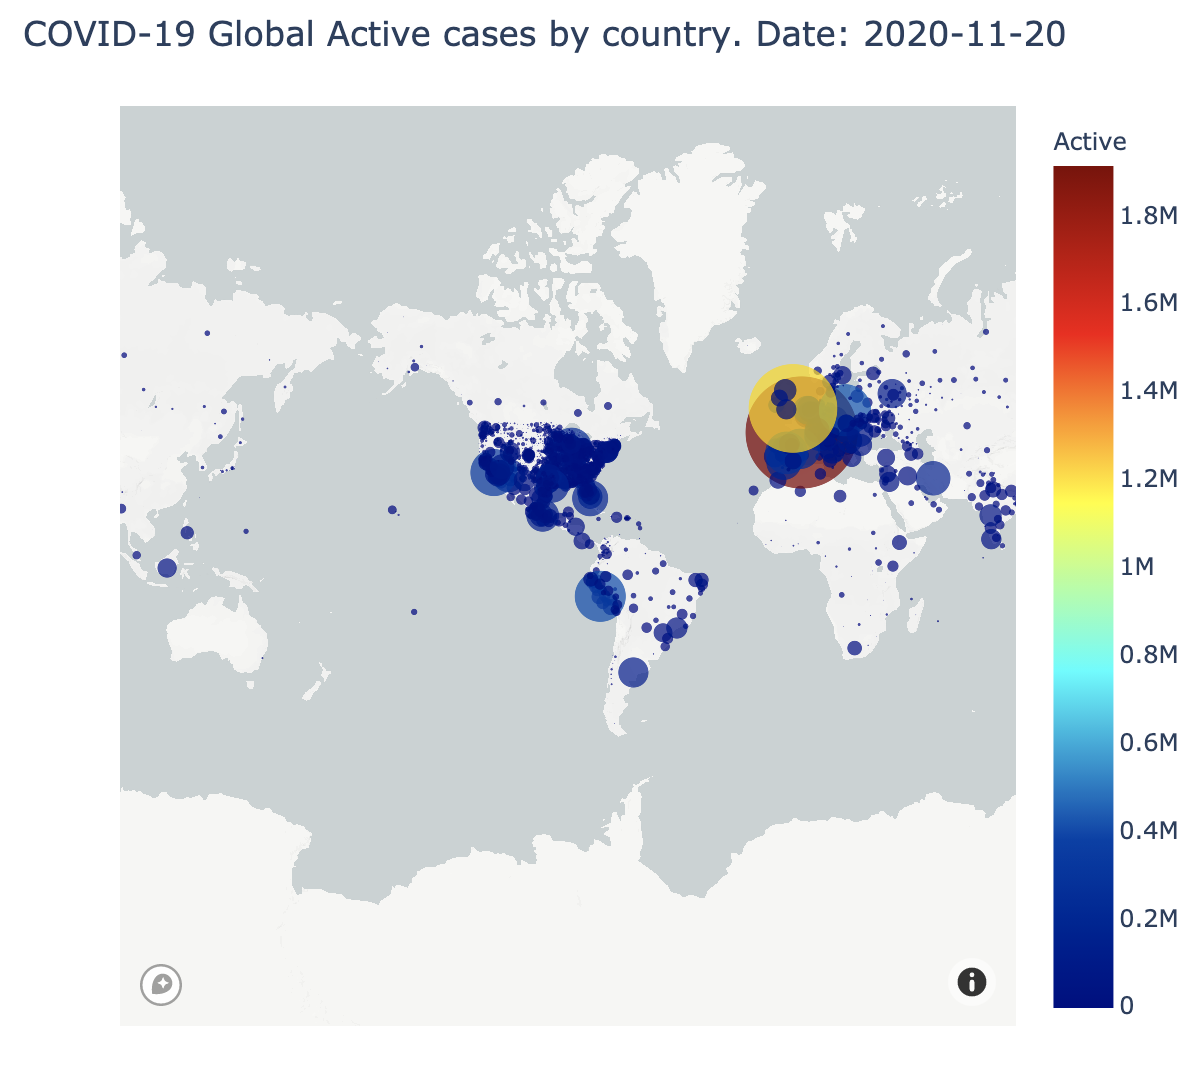 COVID-19 Global Active cases by country. Date: 2020-11-20
Active
1.8M
1.6M
1.4M
1.2M
1M
0.8M
0.6M
0.4M
0.2M
0